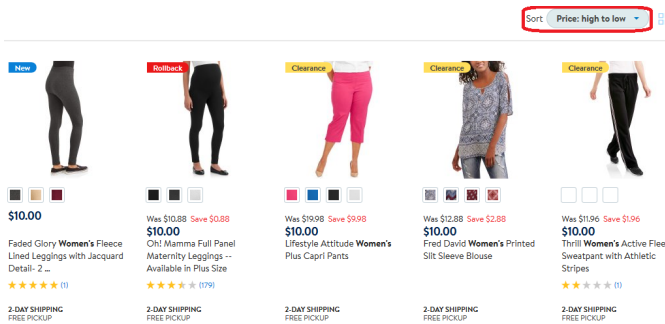 Sort Price: high to low
New
Rollback
Clearance
Clearance
Clearance
$10.00
Faded Glory Women's Fleece
Lined Leggings with Jacquard
Detail- 2 ...
(1)
2-DAY SHIPPING
FREE PICKUP
Was $10.88 Save $0.88
$10.00
Oh! Mamma Full Panel
Maternity Leggings --
Available in Plus Size
(179)
2-DAY SHIPPING
FREE PICKUP
Was $19.98 Save $9.98
$10.00
Lifestyle Attitude Women's
Plus Capri Pants
2-DAY SHIPPING
FREE PICKUP
Was $12.88 Save $2.88
$10.00
Fred David Women's Printed
Slit Sleeve Blouse
2-DAY SHIPPING
FREE PICKUP
Was $11.96 Save $1.96
$10.00
Thrill Women's Active Flee
Sweatpant with Athletic
Stripes
(1)
2-DAY SHIPPING
FREE PICKUP